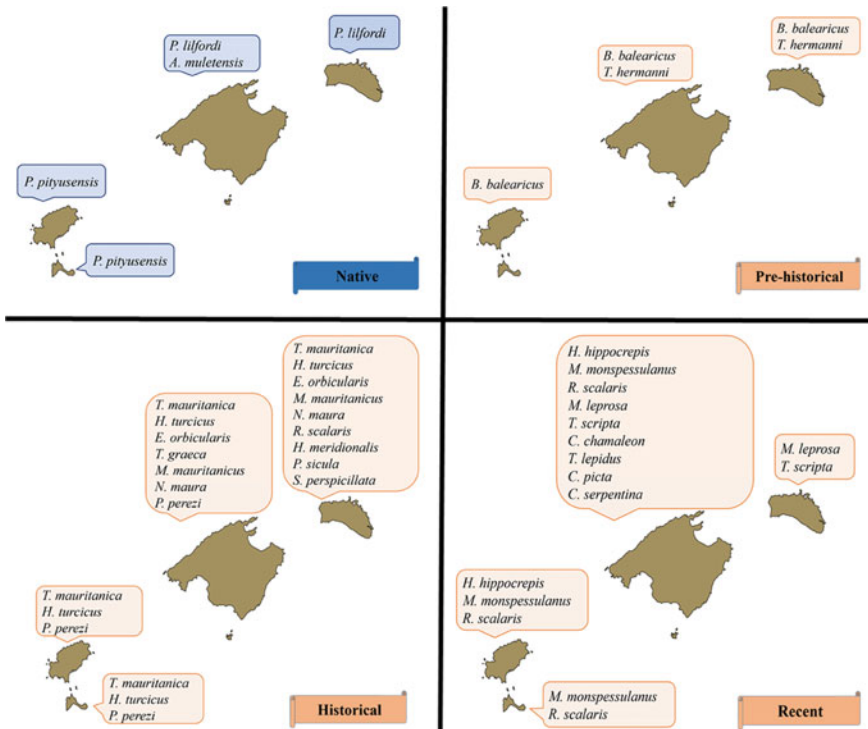 P. lilfordi
A. muletensis
P. lilfordi
P. pityusensis
P. pityusensis
Native
B. balearicus
T. hermanni
B. balearicus
T. hermanni
B. balearicus
Pre-historical
T. mauritanica
H. turcicus
E. orbicularis
T. graeca
M. mauritanicus
N. maura
P. perezi
T. mauritanica
H. turcicus
E. orbicularis
M. mauritanicus
N. maura
R. scalaris
H. meridionalis
P. sicula
S. perspicillata
T. mauritanica
H. turcicus
P. perezi
T. mauritanica
H. turcicus
P. perezi
Historical
H. hippocrepis
M. monspessulanus
R. scalaris
M. leprosa
T. scripta
C. chamaleon
T. lepidus
C. picta
C. serpentina
M. leprosa
T. scripta
H. hippocrepis
M. monspessulanus
R. scalaris
M. monspessulanus
R. scalaris
Recent